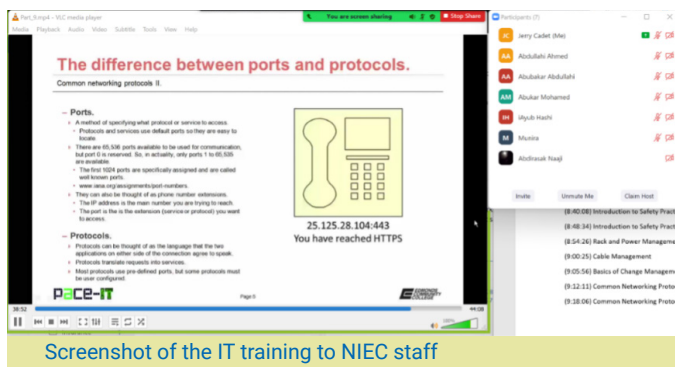 Part_9.mp4 - VLC media player
You are screen sharing
Stop Share
Media Playback Audio Video Subtitle Tools View Help
The difference between ports and protocols.
Common networking protocols II.
– Ports.
A method of specifying what protocol or service to access.
Protocols and services use default ports so they are easy to
locate.
There are 65,536 ports available to be used for communication,
but port 0 is reserved. So, in actuality, only ports 1 to 65,535
are available.
The first 1024 ports are specifically assigned and are called
well known ports.
www.iana.org/assignments/port-numbers.
They can also be thought of as phone number extensions.
The IP address is the main number you are trying to reach.
The port is the is the extension (service or protocol) you want
to access.
– Protocols.
Protocols can be thought of as the language that the two
applications on either side of the connection agree to speak.
Protocols translate requests into services.
Most protocols use pre-defined ports, but some protocols must
be user configured.
25.125.28.104:443
You have reached HTTPS
pace-IT
Page 5
EDMONDS
COMMUNITY
COLLEGE
38:52
44:08
100%
Participants (7)
JC Jerry Cadet (Me)
AA Abdullahi Ahmed
AA Abubakar Abdullahi
AM Abukar Mohamed
IH IAyub Hashi
M Munira
Abdirasak Naaji
Invite Unmute Me Claim Host
(8:40:08) Introduction to Safety Pract
(8:48:34) Introduction to Safety Pract
(8:54:26) Rack and Power Manageme
(9:00:25) Cable Management
(9:05:56) Basics of Change Managem
(9:12:11) Common Networking Proto
(9:18:06) Common Networking Proto
Screenshot of the IT training to NIEC staff